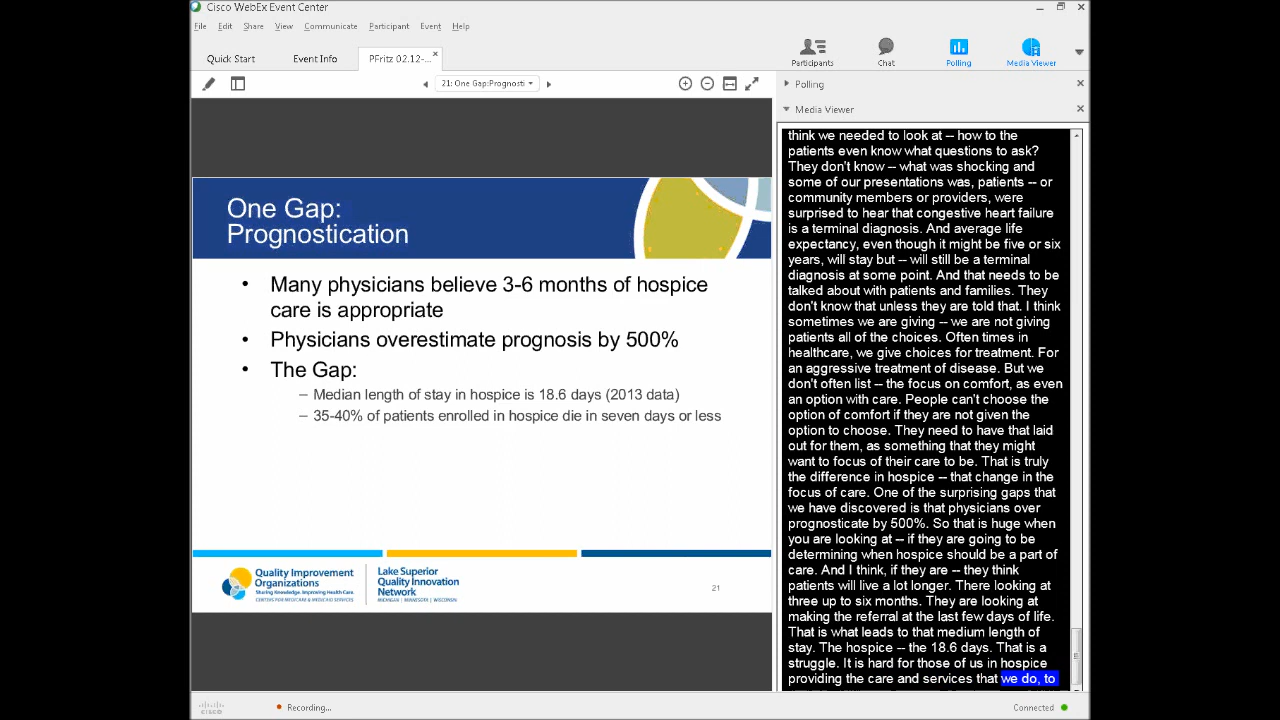 Cisco WebEx Event Center
File Edit Share View Communicate Participant Event Help
Quick Start Event Info PFritz 02.12-...
Participants Chat Polling Media Viewer
21: One Gap:Prognosti
Polling
Media Viewer
One Gap:
Prognostication
• Many physicians believe 3-6 months of hospice
care is appropriate
• Physicians overestimate prognosis by 500%
• The Gap:
– Median length of stay in hospice is 18.6 days (2013 data)
– 35-40% of patients enrolled in hospice die in seven days or less
Quality Improvement
Organizations
Sharing Knowledge. Improving Health Care.
CENTERS FOR MEDICARE & MEDICAID SERVICES
Lake Superior
Quality Innovation
Network
MICHIGAN | MINNESOTA | WISCONSIN
21
think we needed to look at -- how to the
patients even know what questions to ask?
They don't know -- what was shocking and
some of our presentations was, patients -- or
community members or providers, were
surprised to hear that congestive heart failure
is a terminal diagnosis. And average life
expectancy, even though it might be five or six
years, will stay but -- will still be a terminal
diagnosis at some point. And that needs to be
talked about with patients and families. They
don't know that unless they are told that. I think
sometimes we are giving -- we are not giving
patients all of the choices. Often times in
healthcare, we give choices for treatment. For
an aggressive treatment of disease. But we
don't often list -- the focus on comfort, as even
an option with care. People can't choose the
option of comfort if they are not given the
option to choose. They need to have that laid
out for them, as something that they might
want to focus of their care to be. That is truly
the difference in hospice -- that change in the
focus of care. One of the surprising gaps that
we have discovered is that physicians over
prognosticate by 500%. So that is huge when
you are looking at -- if they are going to be
determining when hospice should be a part of
care. And I think, if they are -- they think
patients will live a lot longer. There looking at
three up to six months. They are looking at
making the referral at the last few days of life.
That is what leads to that medium length of
stay. The hospice -- the 18.6 days. That is a
struggle. It is hard for those of us in hospice
providing the care and services that we do, to
cisco
Recording...
Connected